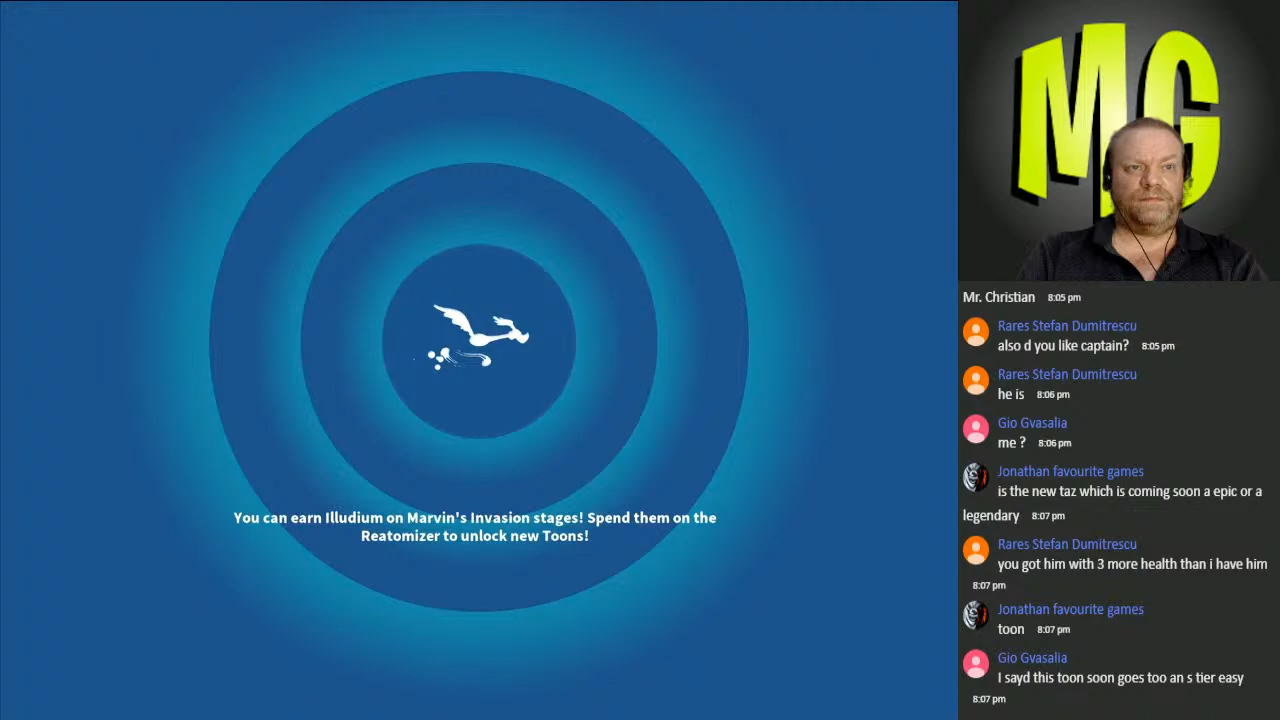 You can earn Illudium on Marvin's Invasion stages! Spend them on the
Reatomizer to unlock new Toons!
MG
Mr. Christian 8:05 pm
Rares Stefan Dumitrescu
also d you like captain? 8:05 pm
Rares Stefan Dumitrescu
he is 8:06 pm
Gio Gvasalia
me ? 8:06 pm
Jonathan favourite games
is the new taz which is coming soon a epic or a
legendary 8:07 pm
Rares Stefan Dumitrescu
you got him with 3 more health than i have him
8:07 pm
Jonathan favourite games
toon 8:07 pm
Gio Gvasalia
I sayd this toon soon goes too an s tier easy
8:07 pm